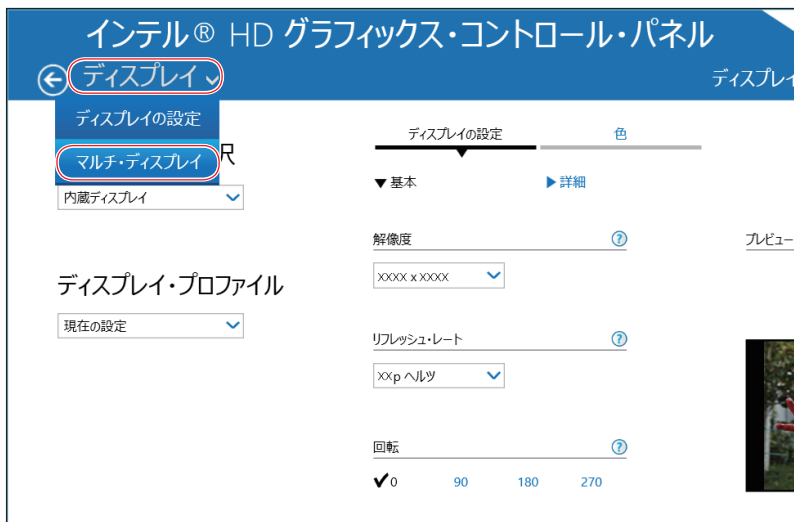 インテル® HD グラフィックス・コントロール・パネル
ディスプレイ
ディスプレイ
ディスプレイの設定
マルチ・ディスプレイ
択
内蔵ディスプレイ
ディスプレイ・プロファイル
現在の設定
ディスプレイの設定
色
▼基本
▶詳細
解像度
?
XXXX x XXXX
リフレッシュ・レート
?
XXp ヘルツ
回転
?
✔0 90 180 270
プレビュー